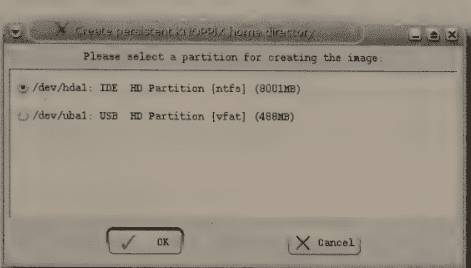 Create persistent KNOPPIX home directory
Please select a partition for creating the image:
/dev/hda1: IDE HD Partition [ntfs] (8001MB)
/dev/uba1: USB HD Partition [vfat] (488MB)
OK
Cancel